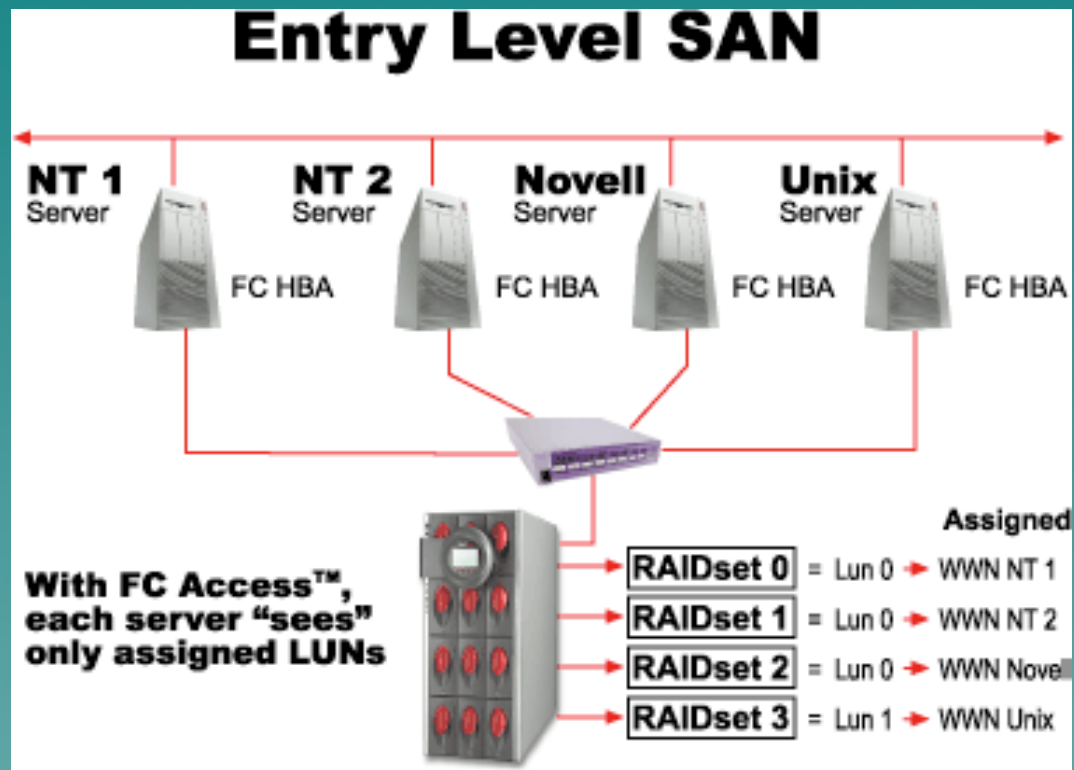 Entry Level SAN
NT 1
Server
NT 2
Server
Novell
Server
Unix
Server
FC HBA
FC HBA
FC HBA
FC HBA
With FC Access™,
each server “sees”
only assigned LUNs
Assigned
RAIDset 0 = Lun 0 WWN NT 1
RAIDset 1 = Lun 0 WWN NT 2
RAIDset 2 = Lun 0 WWN Nove
RAIDset 3 = Lun 1 WWN Unix